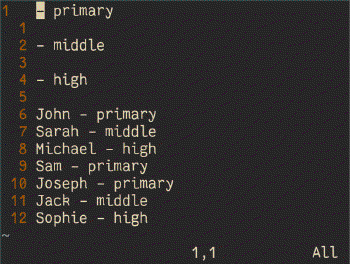 1 - primary
1
2 - middle
3
4 - high
5
6 John - primary
7 Sarah - middle
8 Michael - high
9 Sam - primary
10 Joseph - primary
11 Jack - middle
12 Sophie - high
~
1,1 All